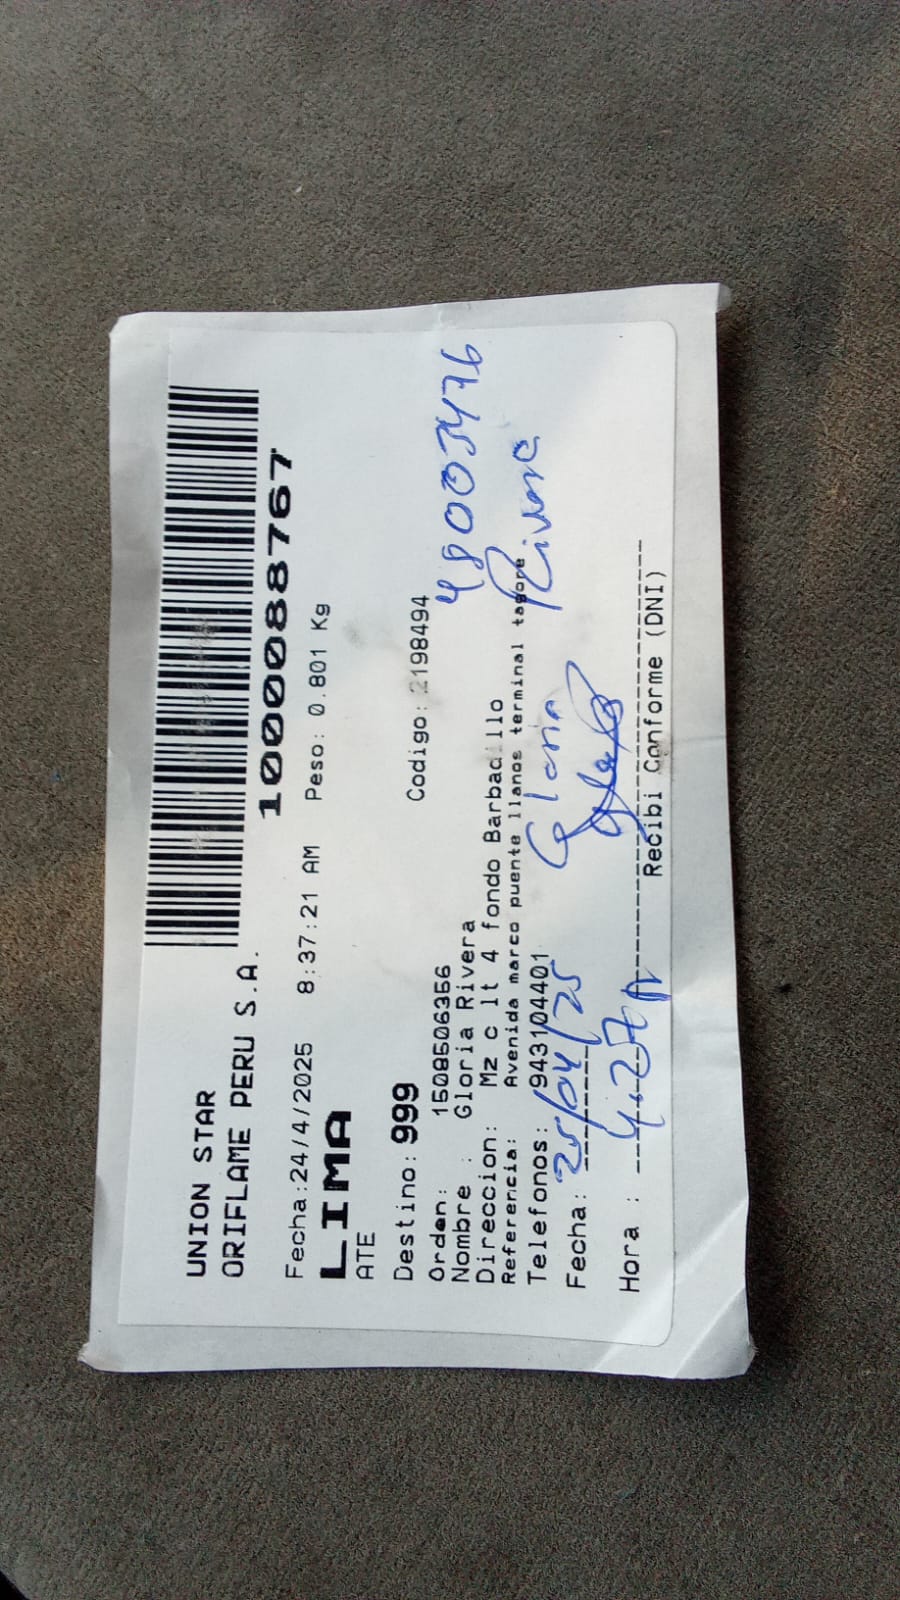 UNION STAR
ORIFLAME PERU S.A.
100088767
Fecha:24/4/2025 8:37:21 AM Peso: 0.801 Kg
LIMA
ATE
Destino: 999 Codigo: 2198494
Orden: 1508506356
Nombre : Gloria Rivera
48003476
Direccion: Mz c lt 4 fondo Barbadillo
Referencia: Avenida marco puente llanos terminal tagore
Telefonos: 943104401
Gloria Rivera
Fecha: 25/04/25
Hora : 4:27
Recibi Conforme (DNI)